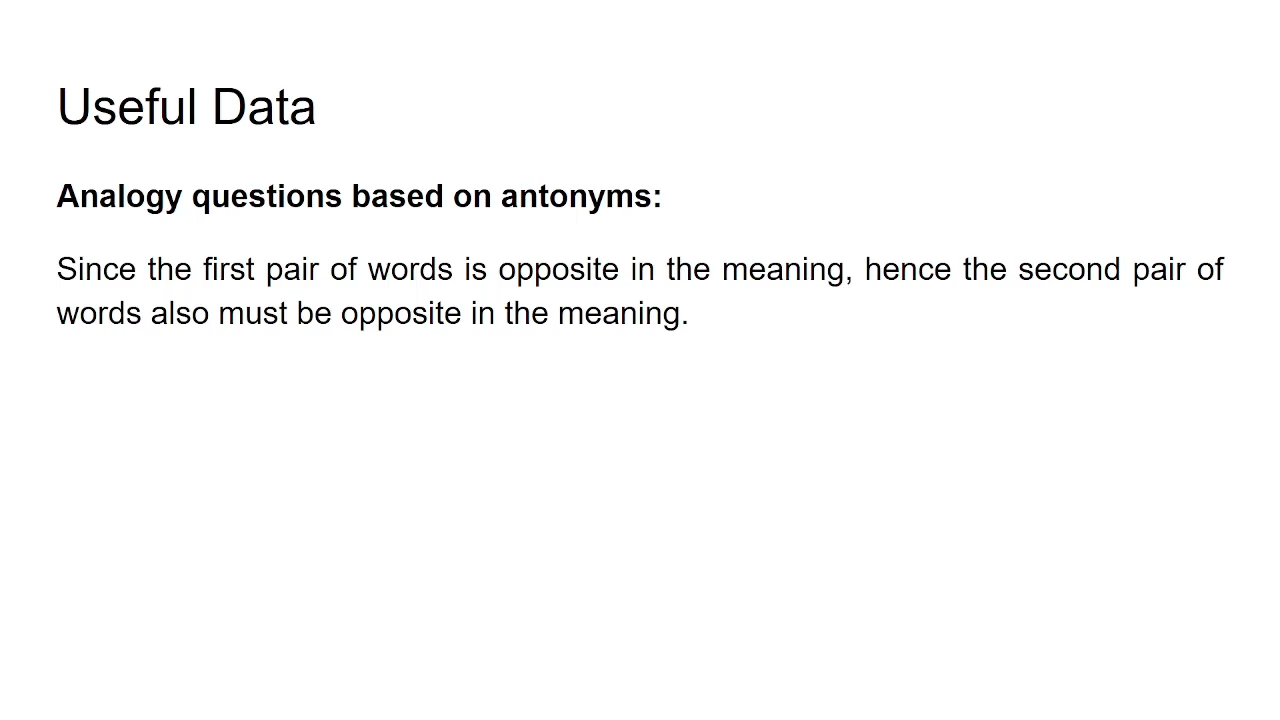 Useful Data
Analogy questions based on antonyms:
Since the first pair of words is opposite in the meaning, hence the second pair of
words also must be opposite in the meaning.